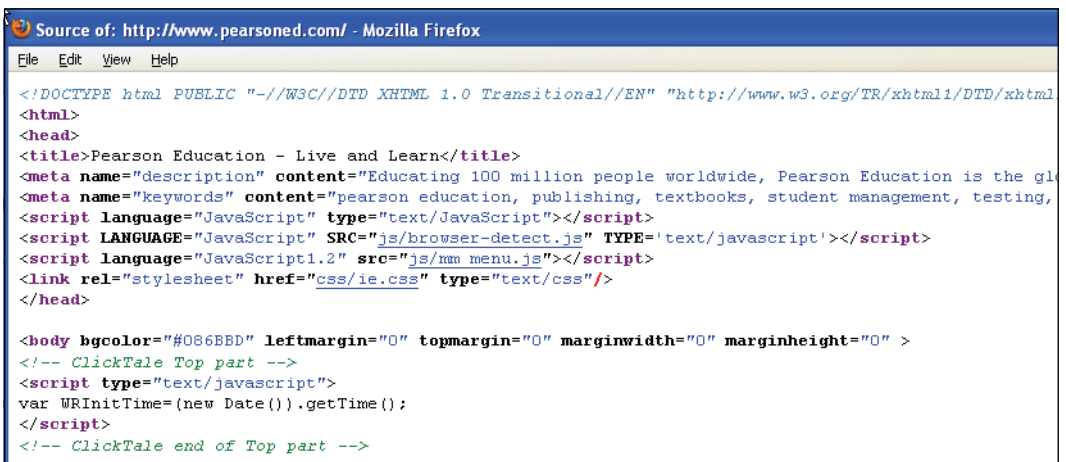 Source of: http://www.pearsoned.com/ - Mozilla Firefox
File Edit View Help
<!DOCTYPE html PUBLIC "-//W3C//DTD XHTML 1.0 Transitional//EN" "http://www.w3.org/TR/xhtml1/DTD/xhtml
<html>
<head>
<title>Pearson Education - Live and Learn</title>
<meta name="description" content="Educating 100 million people worldwide, Pearson Education is the glo
<meta name="keywords" content="pearson education, publishing, textbooks, student management, testing,
<script language="JavaScript" type="text/JavaScript"></script>
<script LANGUAGE="JavaScript" SRC="js/browser-detect.js" TYPE='text/javascript'></script>
<script language="JavaScript1.2" src="js/mm_menu.js"></script>
<link rel="stylesheet" href="css/ie.css" type="text/css"/>
</head>
<body bgcolor="#086BBD" leftmargin="0" topmargin="0" marginwidth="0" marginheight="0" >
<!-- ClickTale Top part -->
<script type="text/javascript">
var WRInitTime=(new Date()).getTime();
</script>
<!-- ClickTale end of Top part -->